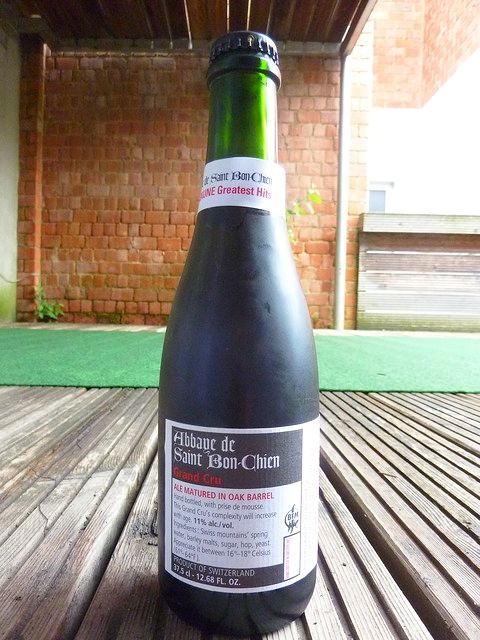 de Saint Bon-Chien
Greatest Hits
Abbaye de
Saint Bon-Chien
Grand Cru
ALE MATURED IN OAK BARREL
Hand bottled, with prise de mousse.
This Grand Cru's complexity will increase
with age. 11% alc./vol.
Ingredients: Swiss mountains' spring
water, barley malts, sugar, hop, yeast
Appreciate it between 16°-18° Celsius
(61°-64°F)
PRODUCT OF SWITZERLAND
37.5 cl - 12.68 FL. OZ.
BFM